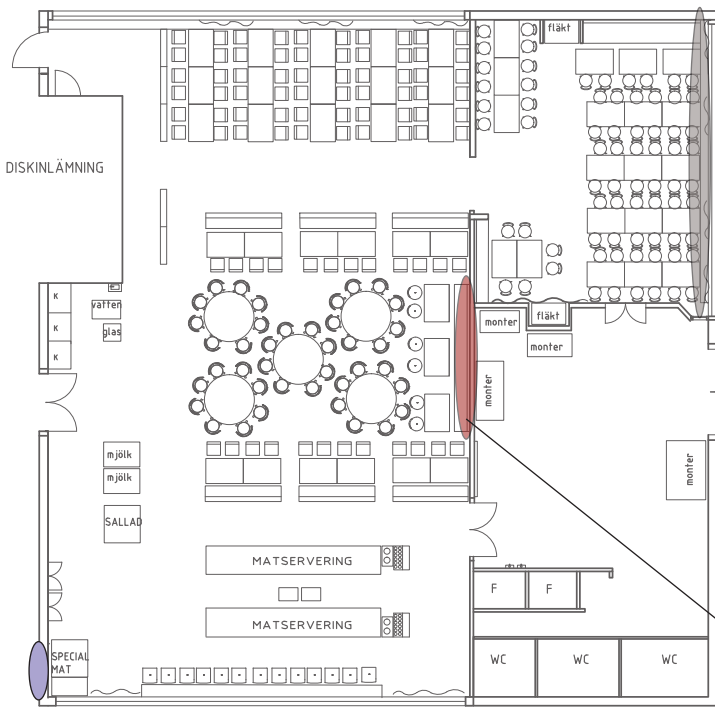 fläkt
DISKINLÄMNING
K
vatten
K
glas
K
monter
fläkt
monter
monter
mjölk
mjölk
monter
SALLAD
MATSERVERING
F
F
MATSERVERING
SPECIAL
MAT
WC
WC
WC